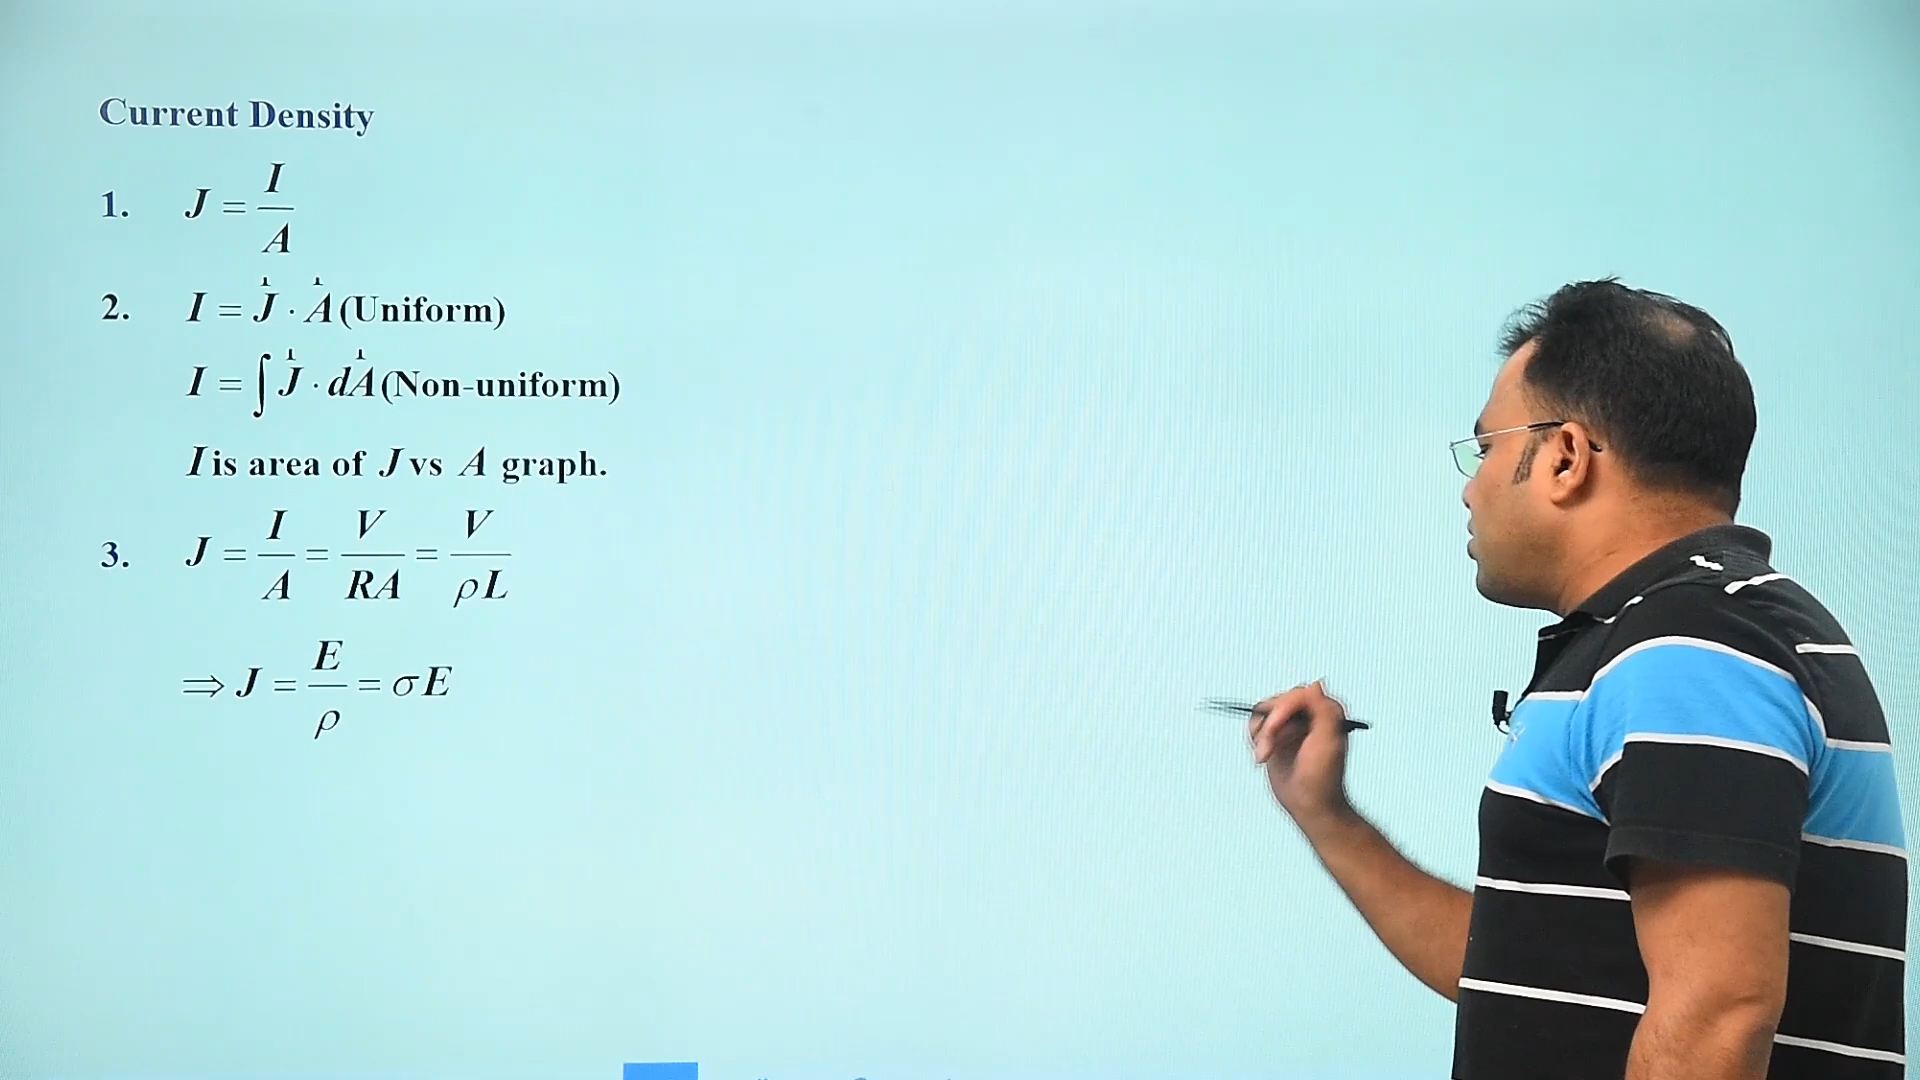 Current Density
1. J = I/A
2. I = J⃗ · A⃗ (Uniform)
I = ∫ J⃗ · dA⃗ (Non-uniform)
I is area of J vs A graph.
3. J = I/A = V/RA = V/ρL
⇒ J = E/ρ = σE